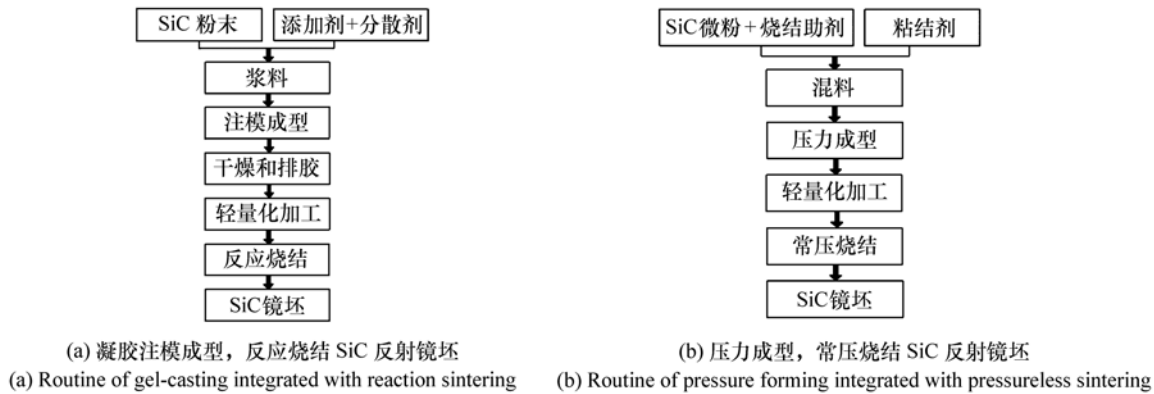 SiC 粉末
添加剂+分散剂
浆料
注模成型
干燥和排胶
轻量化加工
反应烧结
SiC镜坯
(a) 凝胶注模成型，反应烧结 SiC 反射镜坯
(a) Routine of gel-casting integrated with reaction sintering
SiC微粉＋烧结助剂
粘结剂
混料
压力成型
轻量化加工
常压烧结
SiC镜坯
(b) 压力成型，常压烧结 SiC 反射镜坯
(b) Routine of pressure forming integrated with pressureless sintering